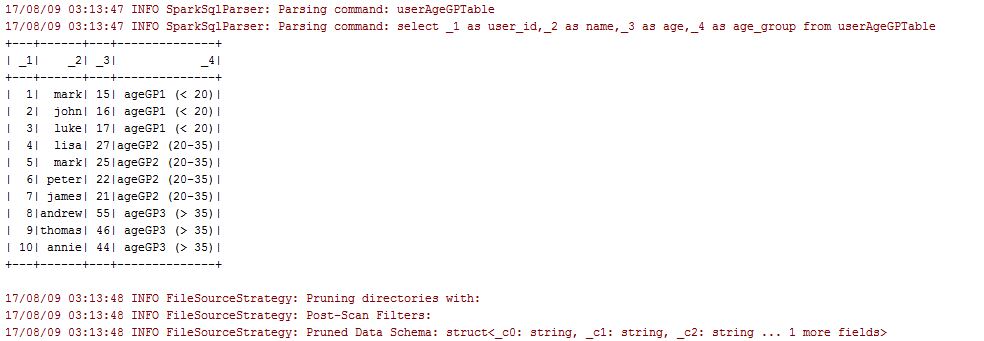 17/08/09 03:13:47 INFO SparkSqlParser: Parsing command: userAgeGPTable
17/08/09 03:13:47 INFO SparkSqlParser: Parsing command: select _1 as user_id,_2 as name,_3 as age,_4 as age_group from userAgeGPTable
+---+------+---+--------------+
| _1|    _2| _3|            _4|
+---+------+---+--------------+
|  1|  mark| 15| ageGP1 (< 20)|
|  2|  john| 16| ageGP1 (< 20)|
|  3|  luke| 17| ageGP1 (< 20)|
|  4|  lisa| 27|ageGP2 (20-35)|
|  5|  mark| 25|ageGP2 (20-35)|
|  6| peter| 22|ageGP2 (20-35)|
|  7| james| 21|ageGP2 (20-35)|
|  8|andrew| 55| ageGP3 (> 35)|
|  9|thomas| 46| ageGP3 (> 35)|
| 10| annie| 44| ageGP3 (> 35)|
+---+------+---+--------------+
17/08/09 03:13:48 INFO FileSourceStrategy: Pruning directories with:
17/08/09 03:13:48 INFO FileSourceStrategy: Post-Scan Filters:
17/08/09 03:13:48 INFO FileSourceStrategy: Pruned Data Schema: struct<_c0: string, _c1: string, _c2: string ... 1 more fields>